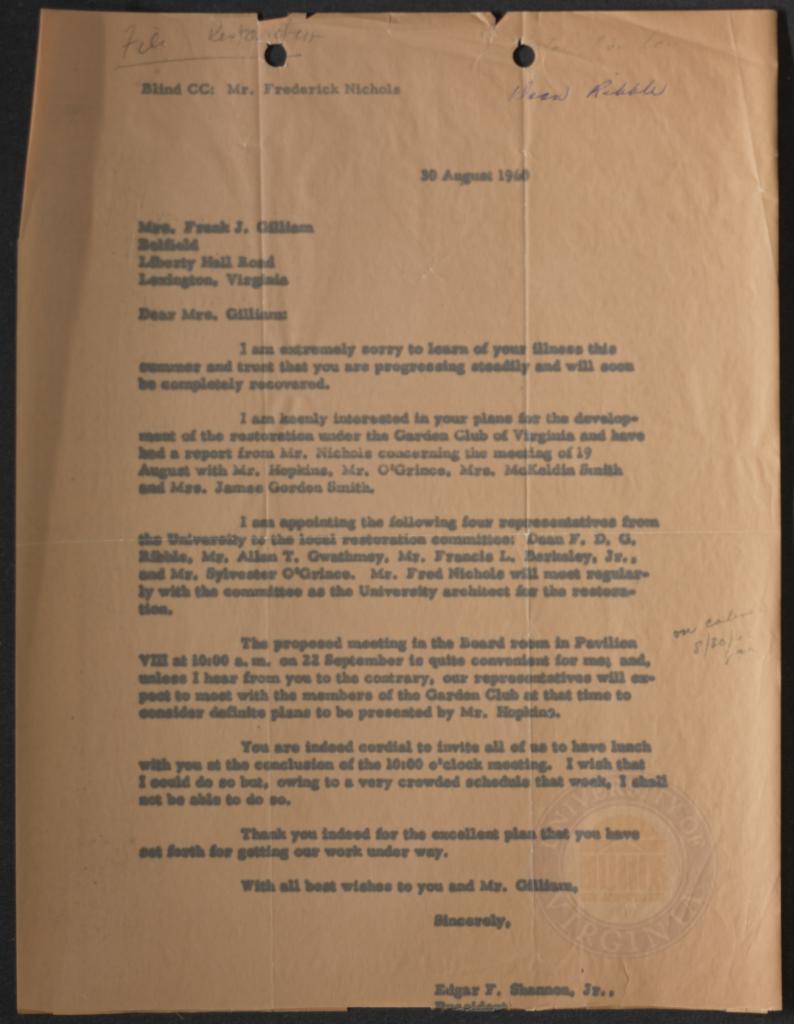 File Restoration
Blind CC: Mr. Frederick Nichols
Dean Ribble
30 August 1960
Mrs. Frank J. Gilliam
Belfield
Liberty Hall Road
Lexington, Virginia
Dear Mrs. Gilliam:
I am extremely sorry to learn of your illness this
summer and trust that you are progressing steadily and will soon
be completely recovered.
I am keenly interested in your plans for the develop-
ment of the restoration under the Garden Club of Virginia and have
had a report from Mr. Nichols concerning the meeting of 19
August with Mr. Hopkins, Mr. O'Grince, Mrs. McKeldin Smith
and Mrs. James Gordon Smith.
I am appointing the following four representatives from
the University to the local restoration committee: Dean F. D. G.
Ribble, Mr. Allan T. Gwathmey, Mr. Francis L. Berkeley, Jr.,
and Mr. Sylvester O'Grince. Mr. Fred Nichols will meet regular-
ly with the committee as the University architect for the restora-
tion.
The proposed meeting in the Board room in Pavilion
VIII at 10:00 a.m. on 22 September is quite convenient for me; and,
unless I hear from you to the contrary, our representatives will ex-
pect to meet with the members of the Garden Club at that time to
consider definite plans to be presented by Mr. Hopkins.
on
8/30/
You are indeed cordial to invite all of us to have lunch
with you at the conclusion of the 10:00 o'clock meeting. I wish that
I could do so but, owing to a very crowded schedule that week, I shall
not be able to do so.
Thank you indeed for the excellent plan that you have
set forth for getting our work under way.
With all best wishes to you and Mr. Gilliam,
Sincerely,
Edgar F. Shannon, Jr.,
President
UNIVERSITY OF
VIRGINIA